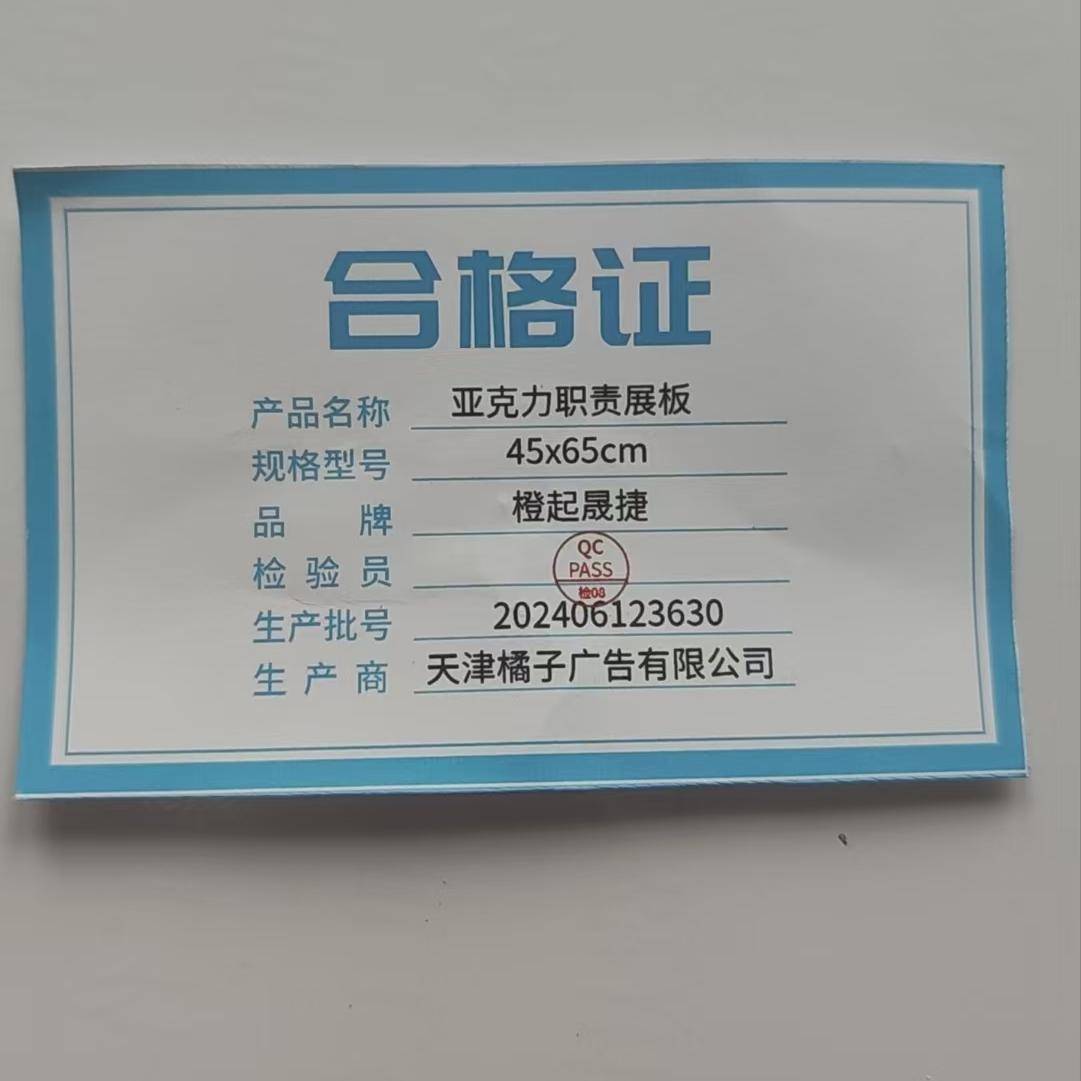 合格证
产品名称 亚克力职责展板
规格型号 45x65cm
品 牌 橙起晟捷
检验员 QC PASS 检08
生产批号 202406123630
生产商 天津橘子广告有限公司